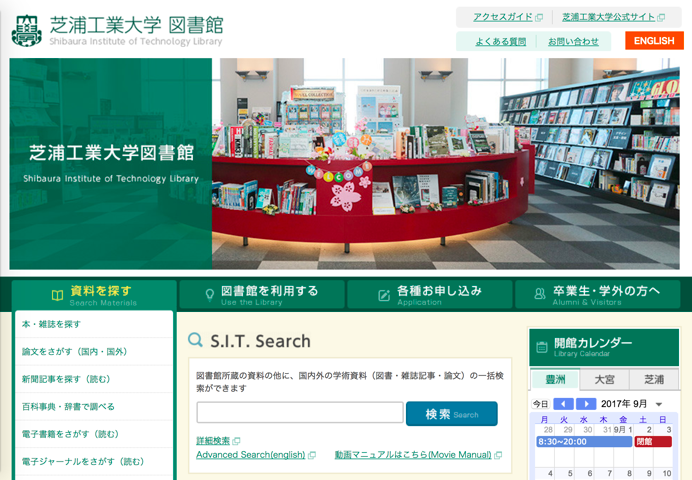 芝浦工業大学 図書館
Shibaura Institute of Technology Library
アクセスガイド
芝浦工業大学公式サイト
よくある質問
お問い合わせ
ENGLISH
芝浦工業大学図書館
Shibaura Institute of Technology Library
WELCOME
資料を探す
Search Materials
図書館を利用する
Use the Library
各種お申し込み
Application
卒業生・学外の方へ
Alumni & Visitors
本・雑誌を探す
論文をさがす（国内・国外）
新聞記事を探す（読む）
百科事典・辞書で調べる
電子書籍をさがす（読む）
電子ジャーナルをさがす（読む）
S.I.T. Search
図書館所蔵の資料の他に、国内外の学術資料（図書・雑誌記事・論文）の一括検
索ができます
検索 Search
詳細検索
Advanced Search(english)
動画マニュアルはこちら(Movie Manual)
開館カレンダー
Library Calendar
豊洲 大宮 芝浦
今日 2017年 9月
月 火 水 木 金 土 日
28 29 30 31 9月 1 2 3
8:30~20:00 閉館
4 5 6 7 8 9 10